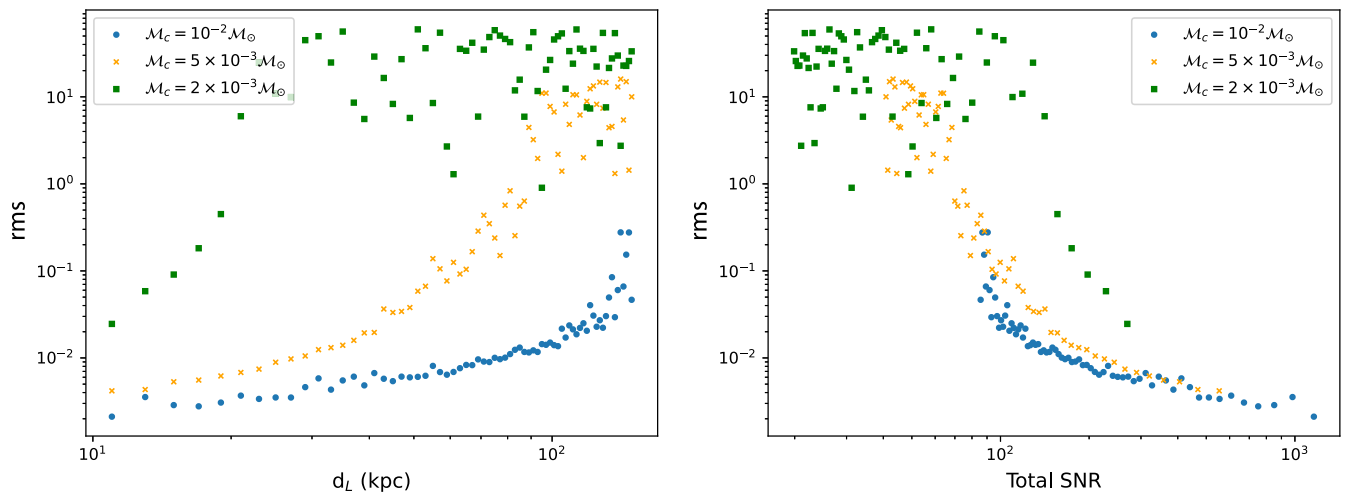 rms
10¹
10⁰
10⁻¹
10⁻²
ℳc = 10⁻²ℳ⊙
ℳc = 5 × 10⁻³ℳ⊙
ℳc = 2 × 10⁻³ℳ⊙
10¹
10²
dL (kpc)
rms
10¹
10⁰
10⁻¹
10⁻²
ℳc = 10⁻²ℳ⊙
ℳc = 5 × 10⁻³ℳ⊙
ℳc = 2 × 10⁻³ℳ⊙
10²
10³
Total SNR